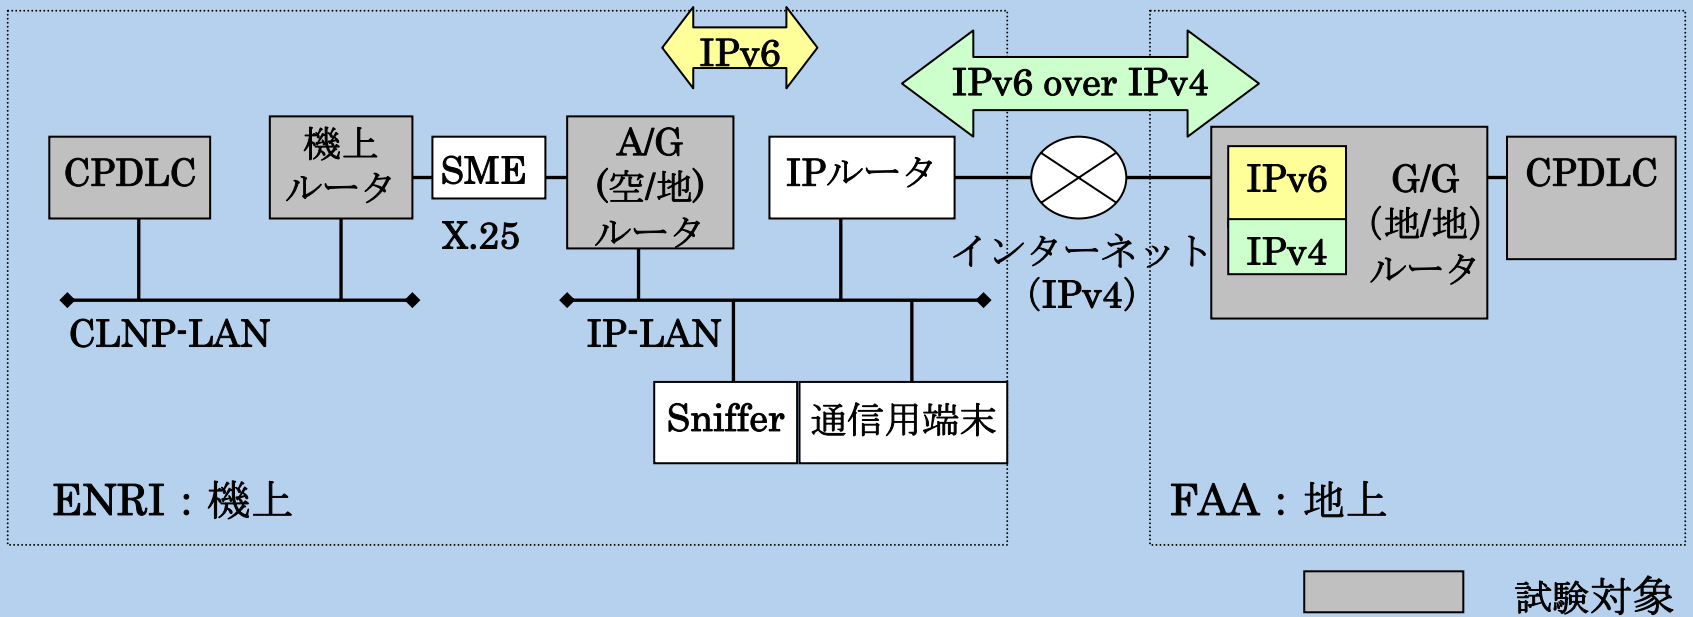 IPv6
IPv6 over IPv4
CPDLC
機上
ルータ
SME
X.25
A/G
(空/地)
ルータ
IPルータ
インターネット
(IPv4)
IPv6
IPv4
G/G
(地/地)
ルータ
CPDLC
CLNP-LAN
IP-LAN
Sniffer
通信用端末
ENRI：機上
FAA：地上
試験対象